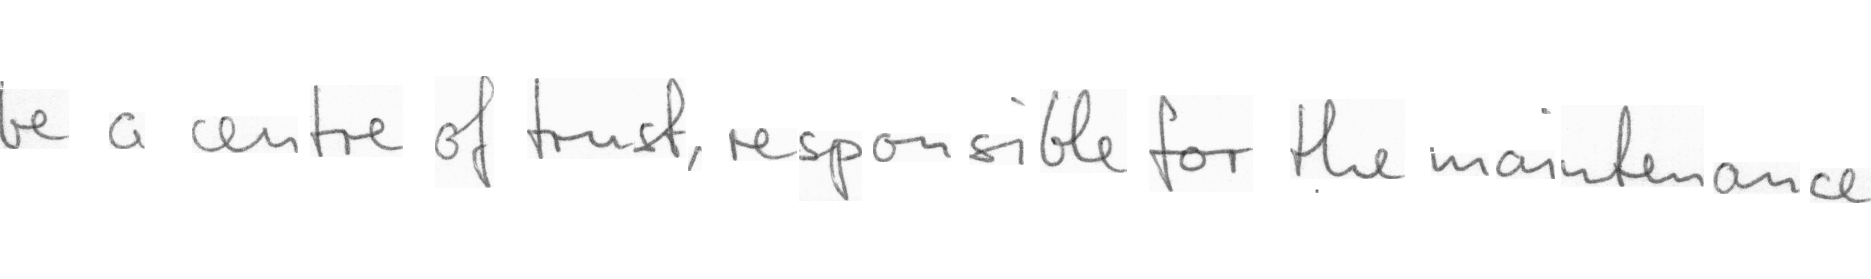 be a centre of trust, responsible for the maintenance